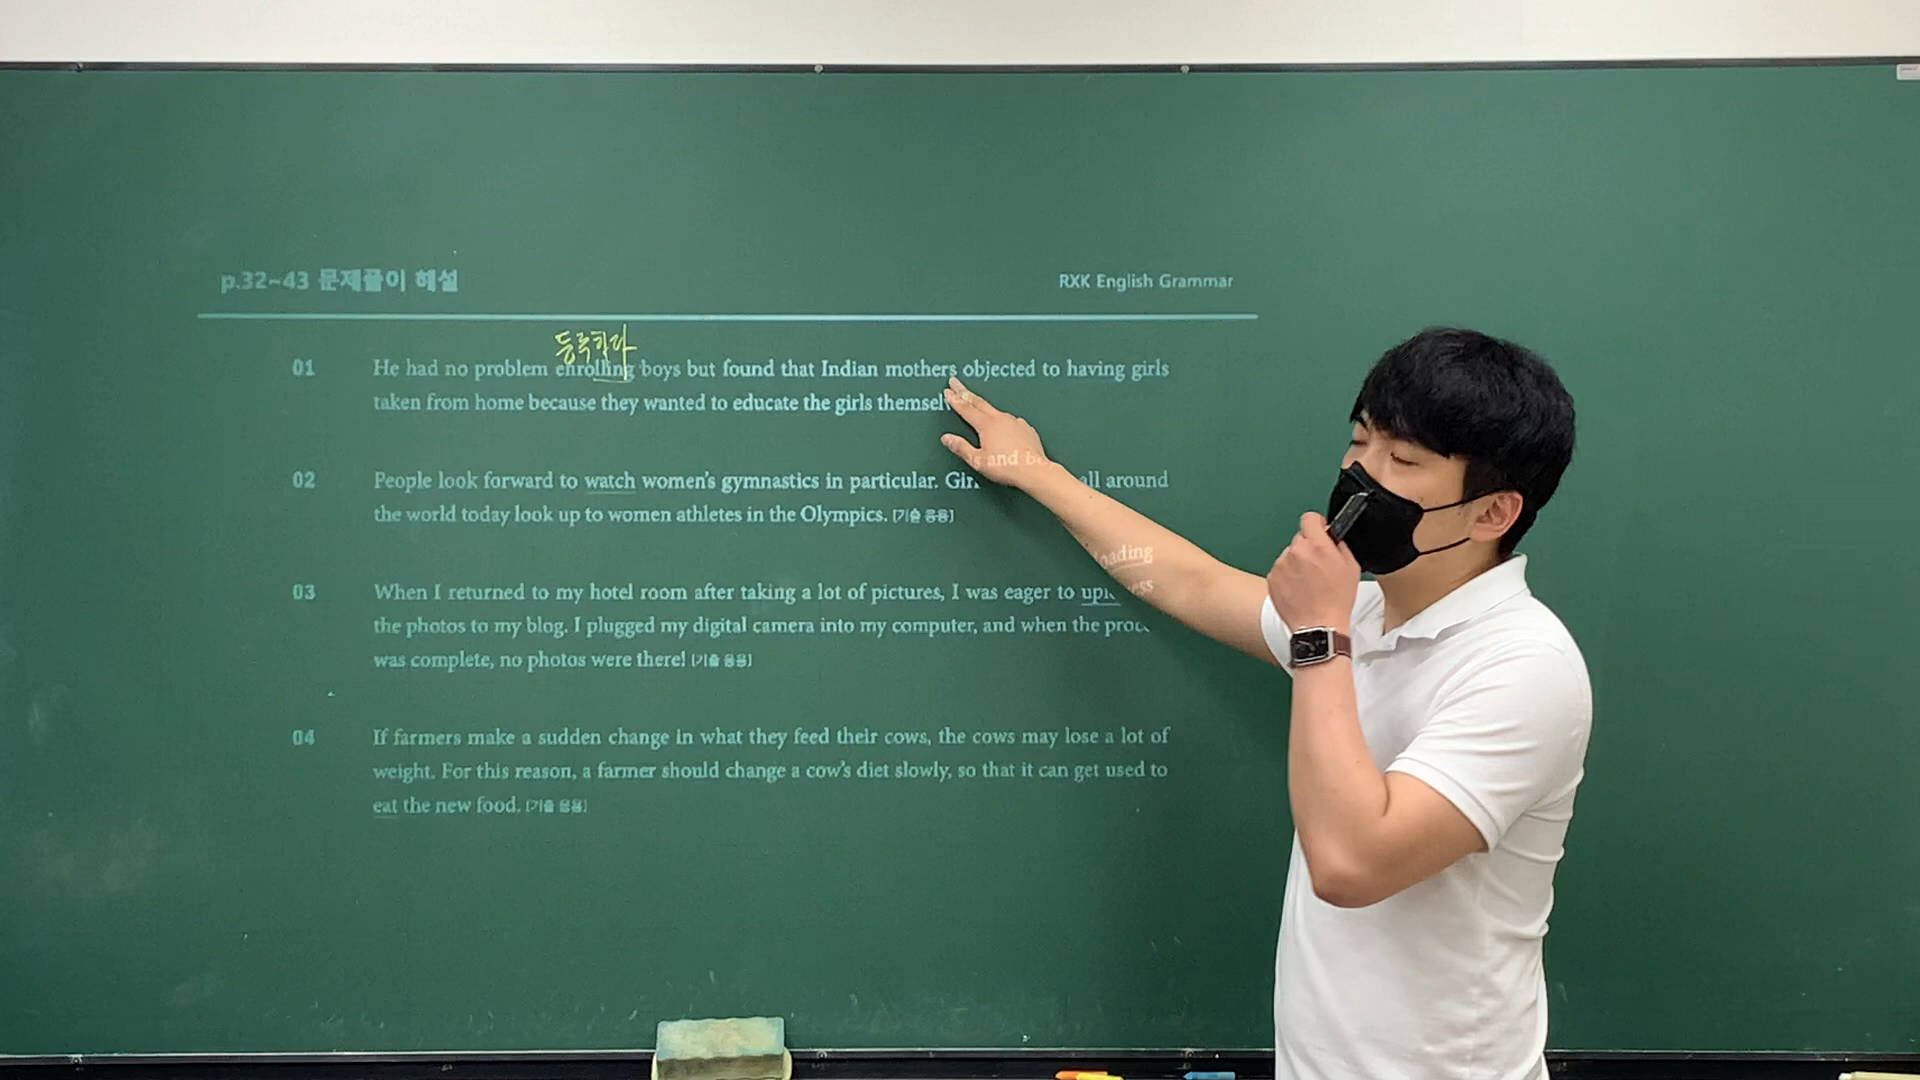 p.32~43 문제풀이 해설
RXK English Grammar
등록하다
01 He had no problem enrolling boys but found that Indian mothers objected to having girls
taken from home because they wanted to educate the girls
02 People look forward to watch women's gymnastics in particular. and all around
the world today look up to women athletes in the Olympics. [기출 응용]
03 When I returned to my hotel room after taking a lot of pictures, I was eager to
the photos to my blog. I plugged my digital camera into my computer, and when the
was complete, no photos were there! [기출 응용]
04 If farmers make a sudden change in what they feed their cows, the cows may lose a lot of
weight. For this reason, a farmer should change a cow's diet slowly, so that it can get used to
eat the new food. [기출 응용]